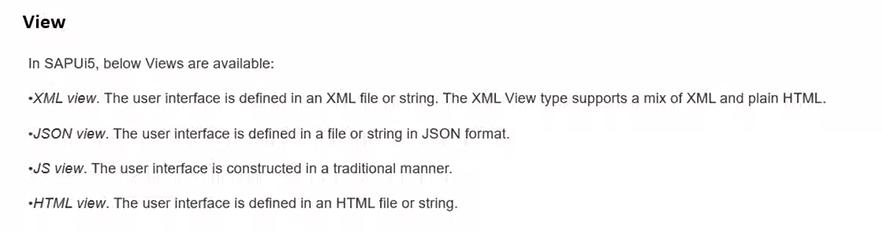 View
In SAPUi5, below Views are available:
•XML view. The user interface is defined in an XML file or string. The XML View type supports a mix of XML and plain HTML.
•JSON view. The user interface is defined in a file or string in JSON format.
•JS view. The user interface is constructed in a traditional manner.
•HTML view. The user interface is defined in an HTML file or string.